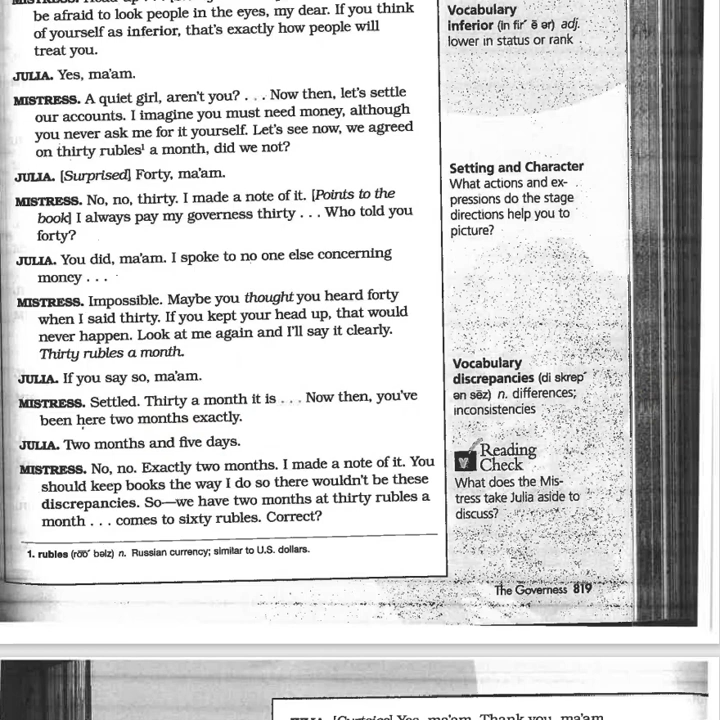 be afraid to look people in the eyes, my dear. If you think
of yourself as inferior, that's exactly how people will
treat you.
JULIA. Yes, ma'am.
MISTRESS. A quiet girl, aren't you? . . . Now then, let's settle
our accounts. I imagine you must need money, although
you never ask me for it yourself. Let's see now, we agreed
on thirty rubles¹ a month, did we not?
JULIA. [Surprised] Forty, ma'am.
MISTRESS. No, no, thirty. I made a note of it. [Points to the
book] I always pay my governess thirty . . . Who told you
forty?
JULIA. You did, ma'am. I spoke to no one else concerning
money . . .
MISTRESS. Impossible. Maybe you thought you heard forty
when I said thirty. If you kept your head up, that would
never happen. Look at me again and I'll say it clearly.
Thirty rubles a month.
JULIA. If you say so, ma'am.
MISTRESS. Settled. Thirty a month it is . . . Now then, you've
been here two months exactly.
JULIA. Two months and five days.
MISTRESS. No, no. Exactly two months. I made a note of it. You
should keep books the way I do so there wouldn't be these
discrepancies. So—we have two months at thirty rubles a
month . . . comes to sixty rubles. Correct?
1. rubles (ro͞o′ bəlz) n. Russian currency; similar to U.S. dollars.
Vocabulary
inferior (in fir′ ē ər) adj.
lower in status or rank
Setting and Character
What actions and ex-
pressions do the stage
directions help you to
picture?
Vocabulary
discrepancies (di skrep′
ən sēz) n. differences;
inconsistencies
Reading
Check
What does the Mis-
tress take Julia aside to
discuss?
The Governess 819
ma'am. Thank you, ma'am.